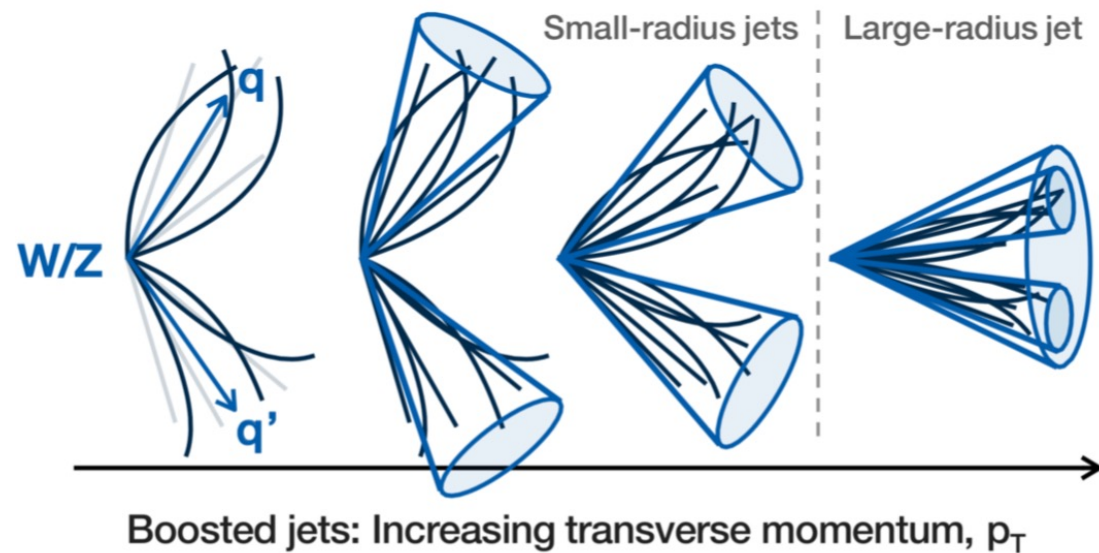 Small-radius jets
Large-radius jet
q
W/Z
q’
Boosted jets: Increasing transverse momentum, pT